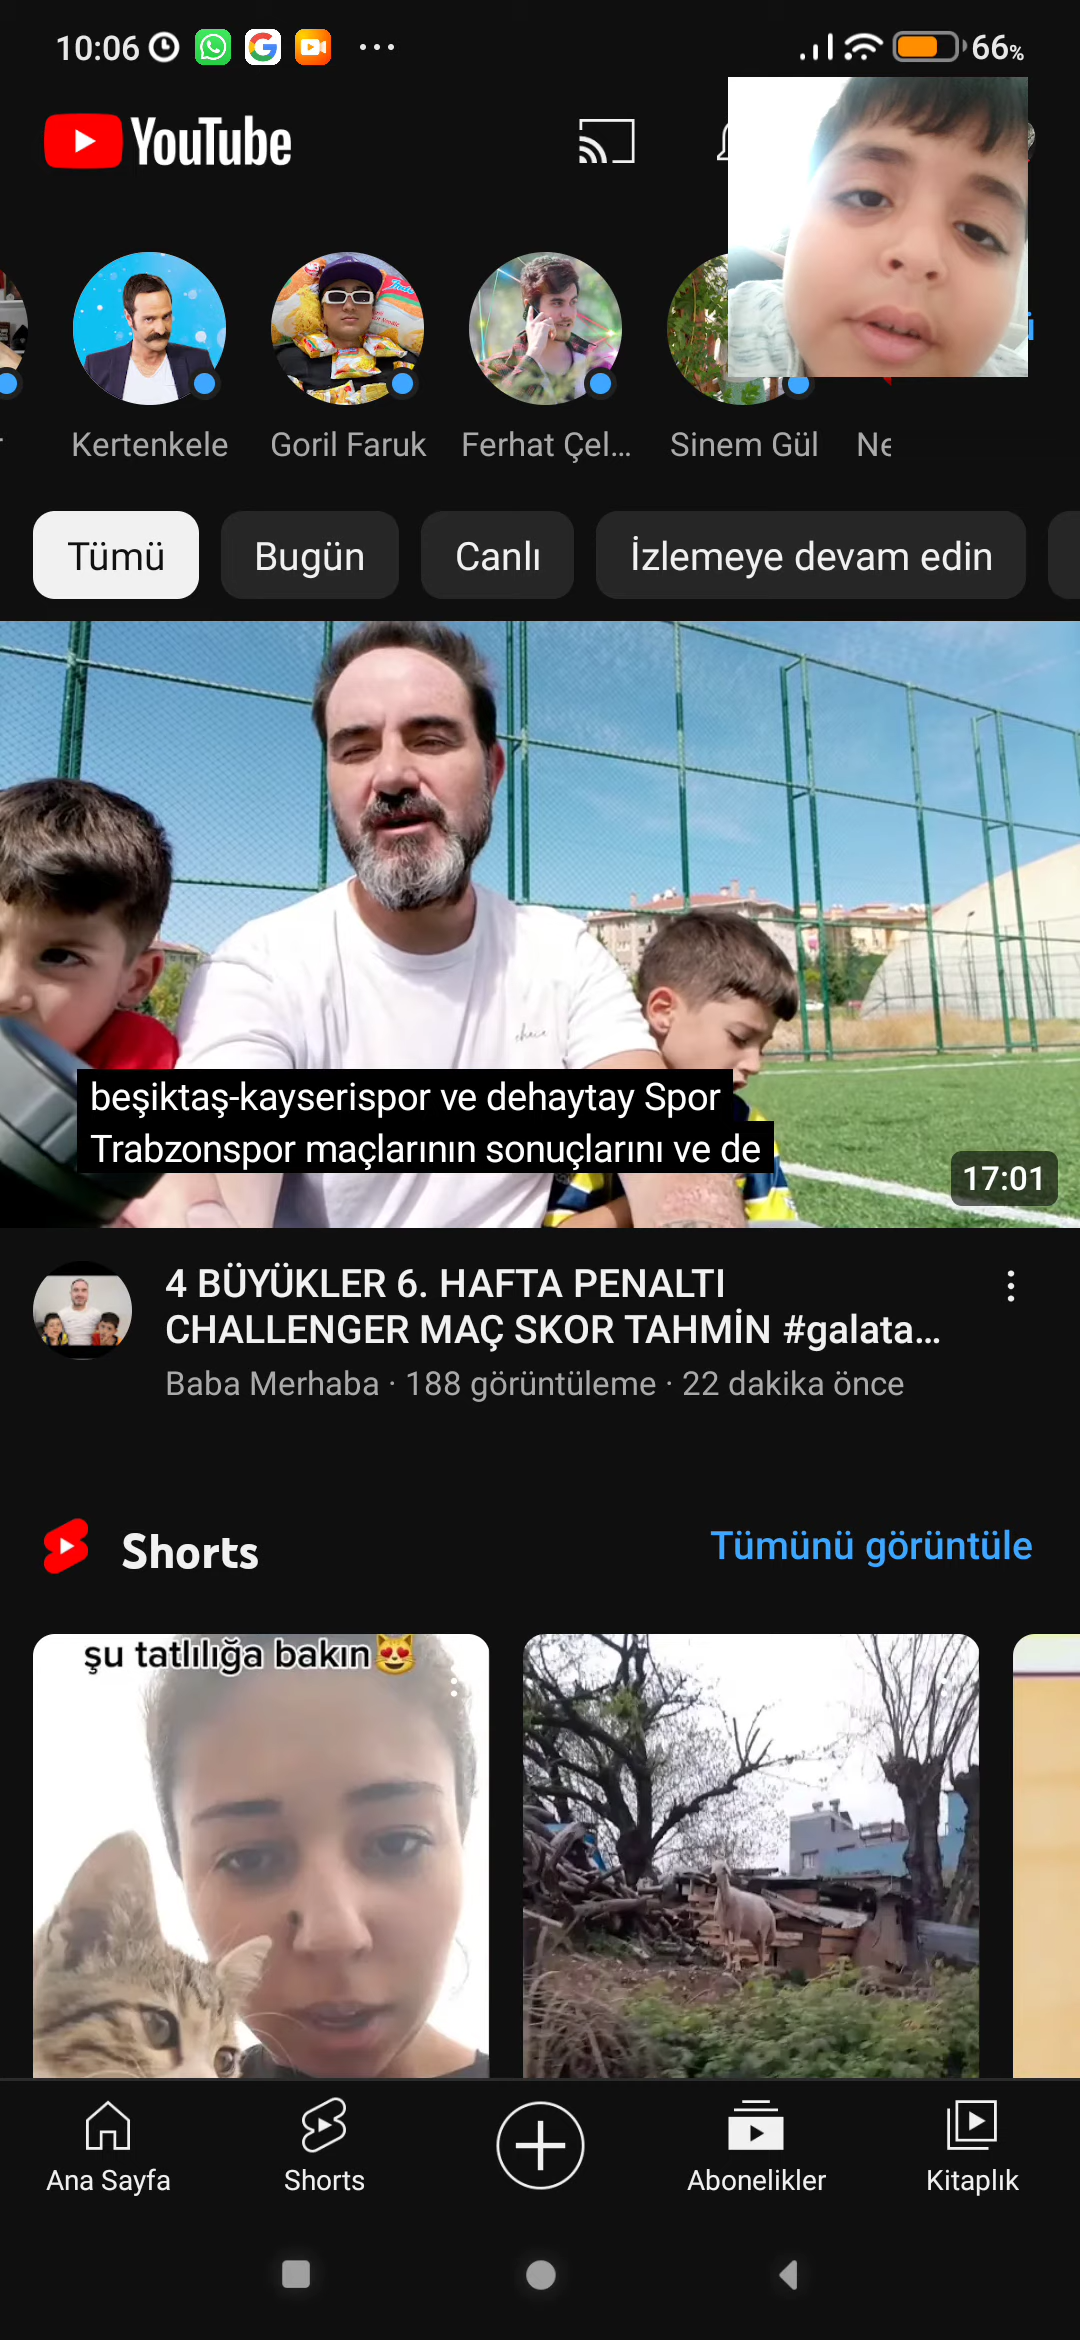 10:06
66%
YouTube
Kertenkele
Goril Faruk
Ferhat Çel...
Sinem Gül
Tümü
Bugün
Canlı
İzlemeye devam edin
beşiktaş-kayserispor ve dehaytay Spor
Trabzonspor maçlarının sonuçlarını ve de
17:01
4 BÜYÜKLER 6. HAFTA PENALTI
CHALLENGER MAÇ SKOR TAHMİN #galata...
Baba Merhaba · 188 görüntüleme · 22 dakika önce
Shorts
Tümünü görüntüle
şu tatlılığa bakın😻
Ana Sayfa
Shorts
Abonelikler
Kitaplık